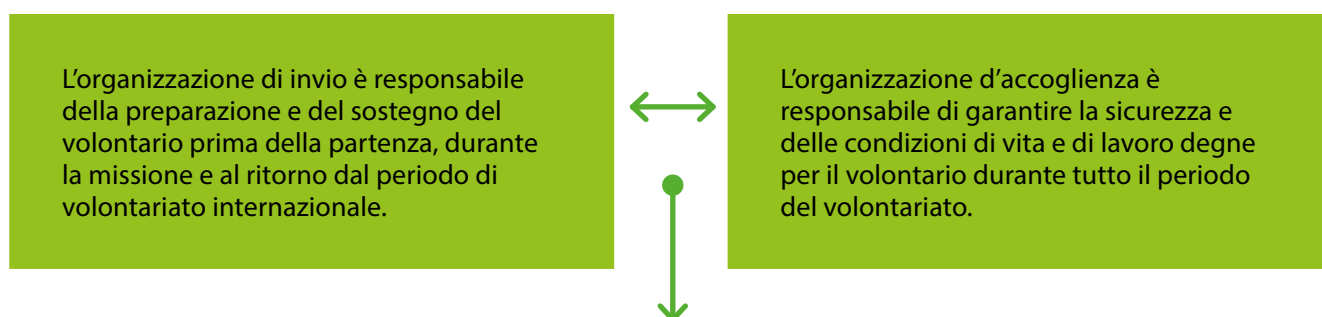 L’organizzazione di invio è responsabile
della preparazione e del sostegno del
volontario prima della partenza, durante
la missione e al ritorno dal periodo di
volontariato internazionale.
L’organizzazione d’accoglienza è
responsabile di garantire la sicurezza e
delle condizioni di vita e di lavoro degne
per il volontario durante tutto il periodo
del volontariato.